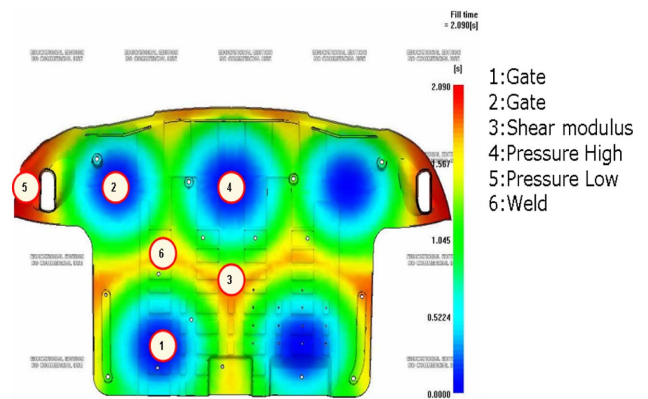 Fill time
= 2.090[s]
[s]
2.090
1.567
1.045
0.5224
0.0000
5
2
4
6
3
1
1:Gate
2:Gate
3:Shear modulus
4:Pressure High
5:Pressure Low
6:Weld